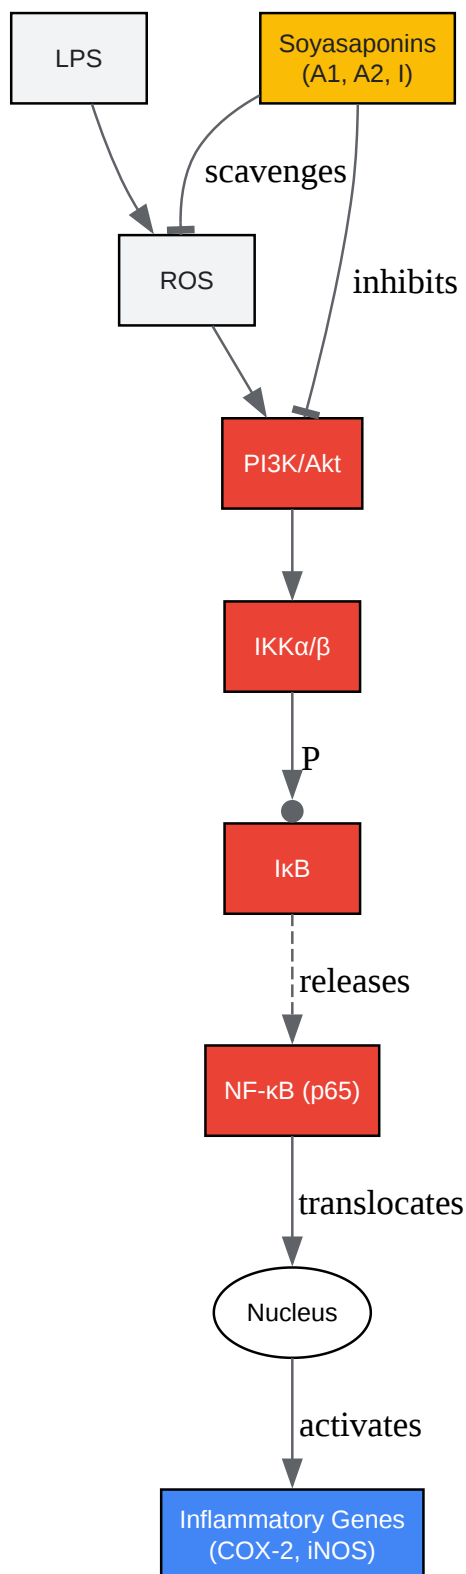 LPS
Soyasaponins
(A1, A2, I)
scavenges
ROS
inhibits
PI3K/Akt
IKKα/β
P
IκB
releases
NF-κB (p65)
translocates
Nucleus
activates
Inflammatory Genes
(COX-2, iNOS)